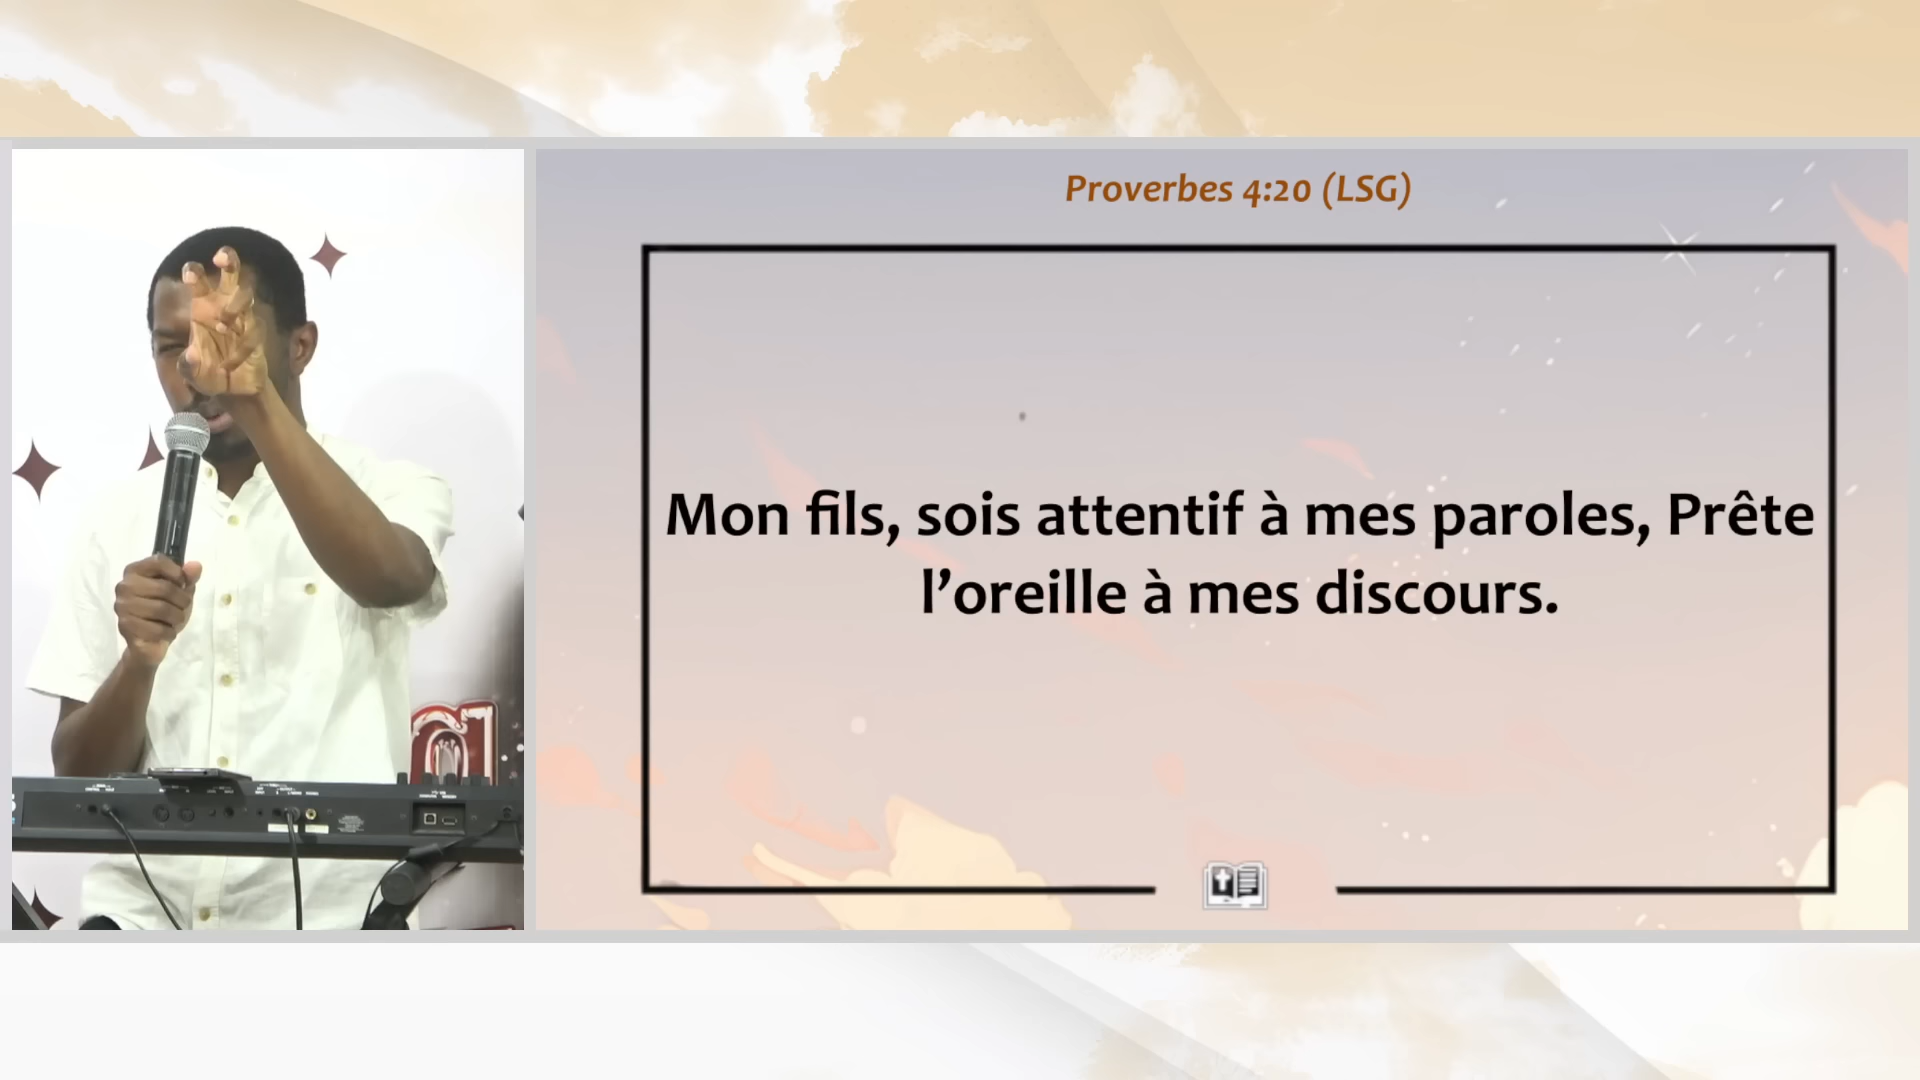 Proverbes 4:20 (LSG)
Mon fils, sois attentif à mes paroles, Prête
l’oreille à mes discours.